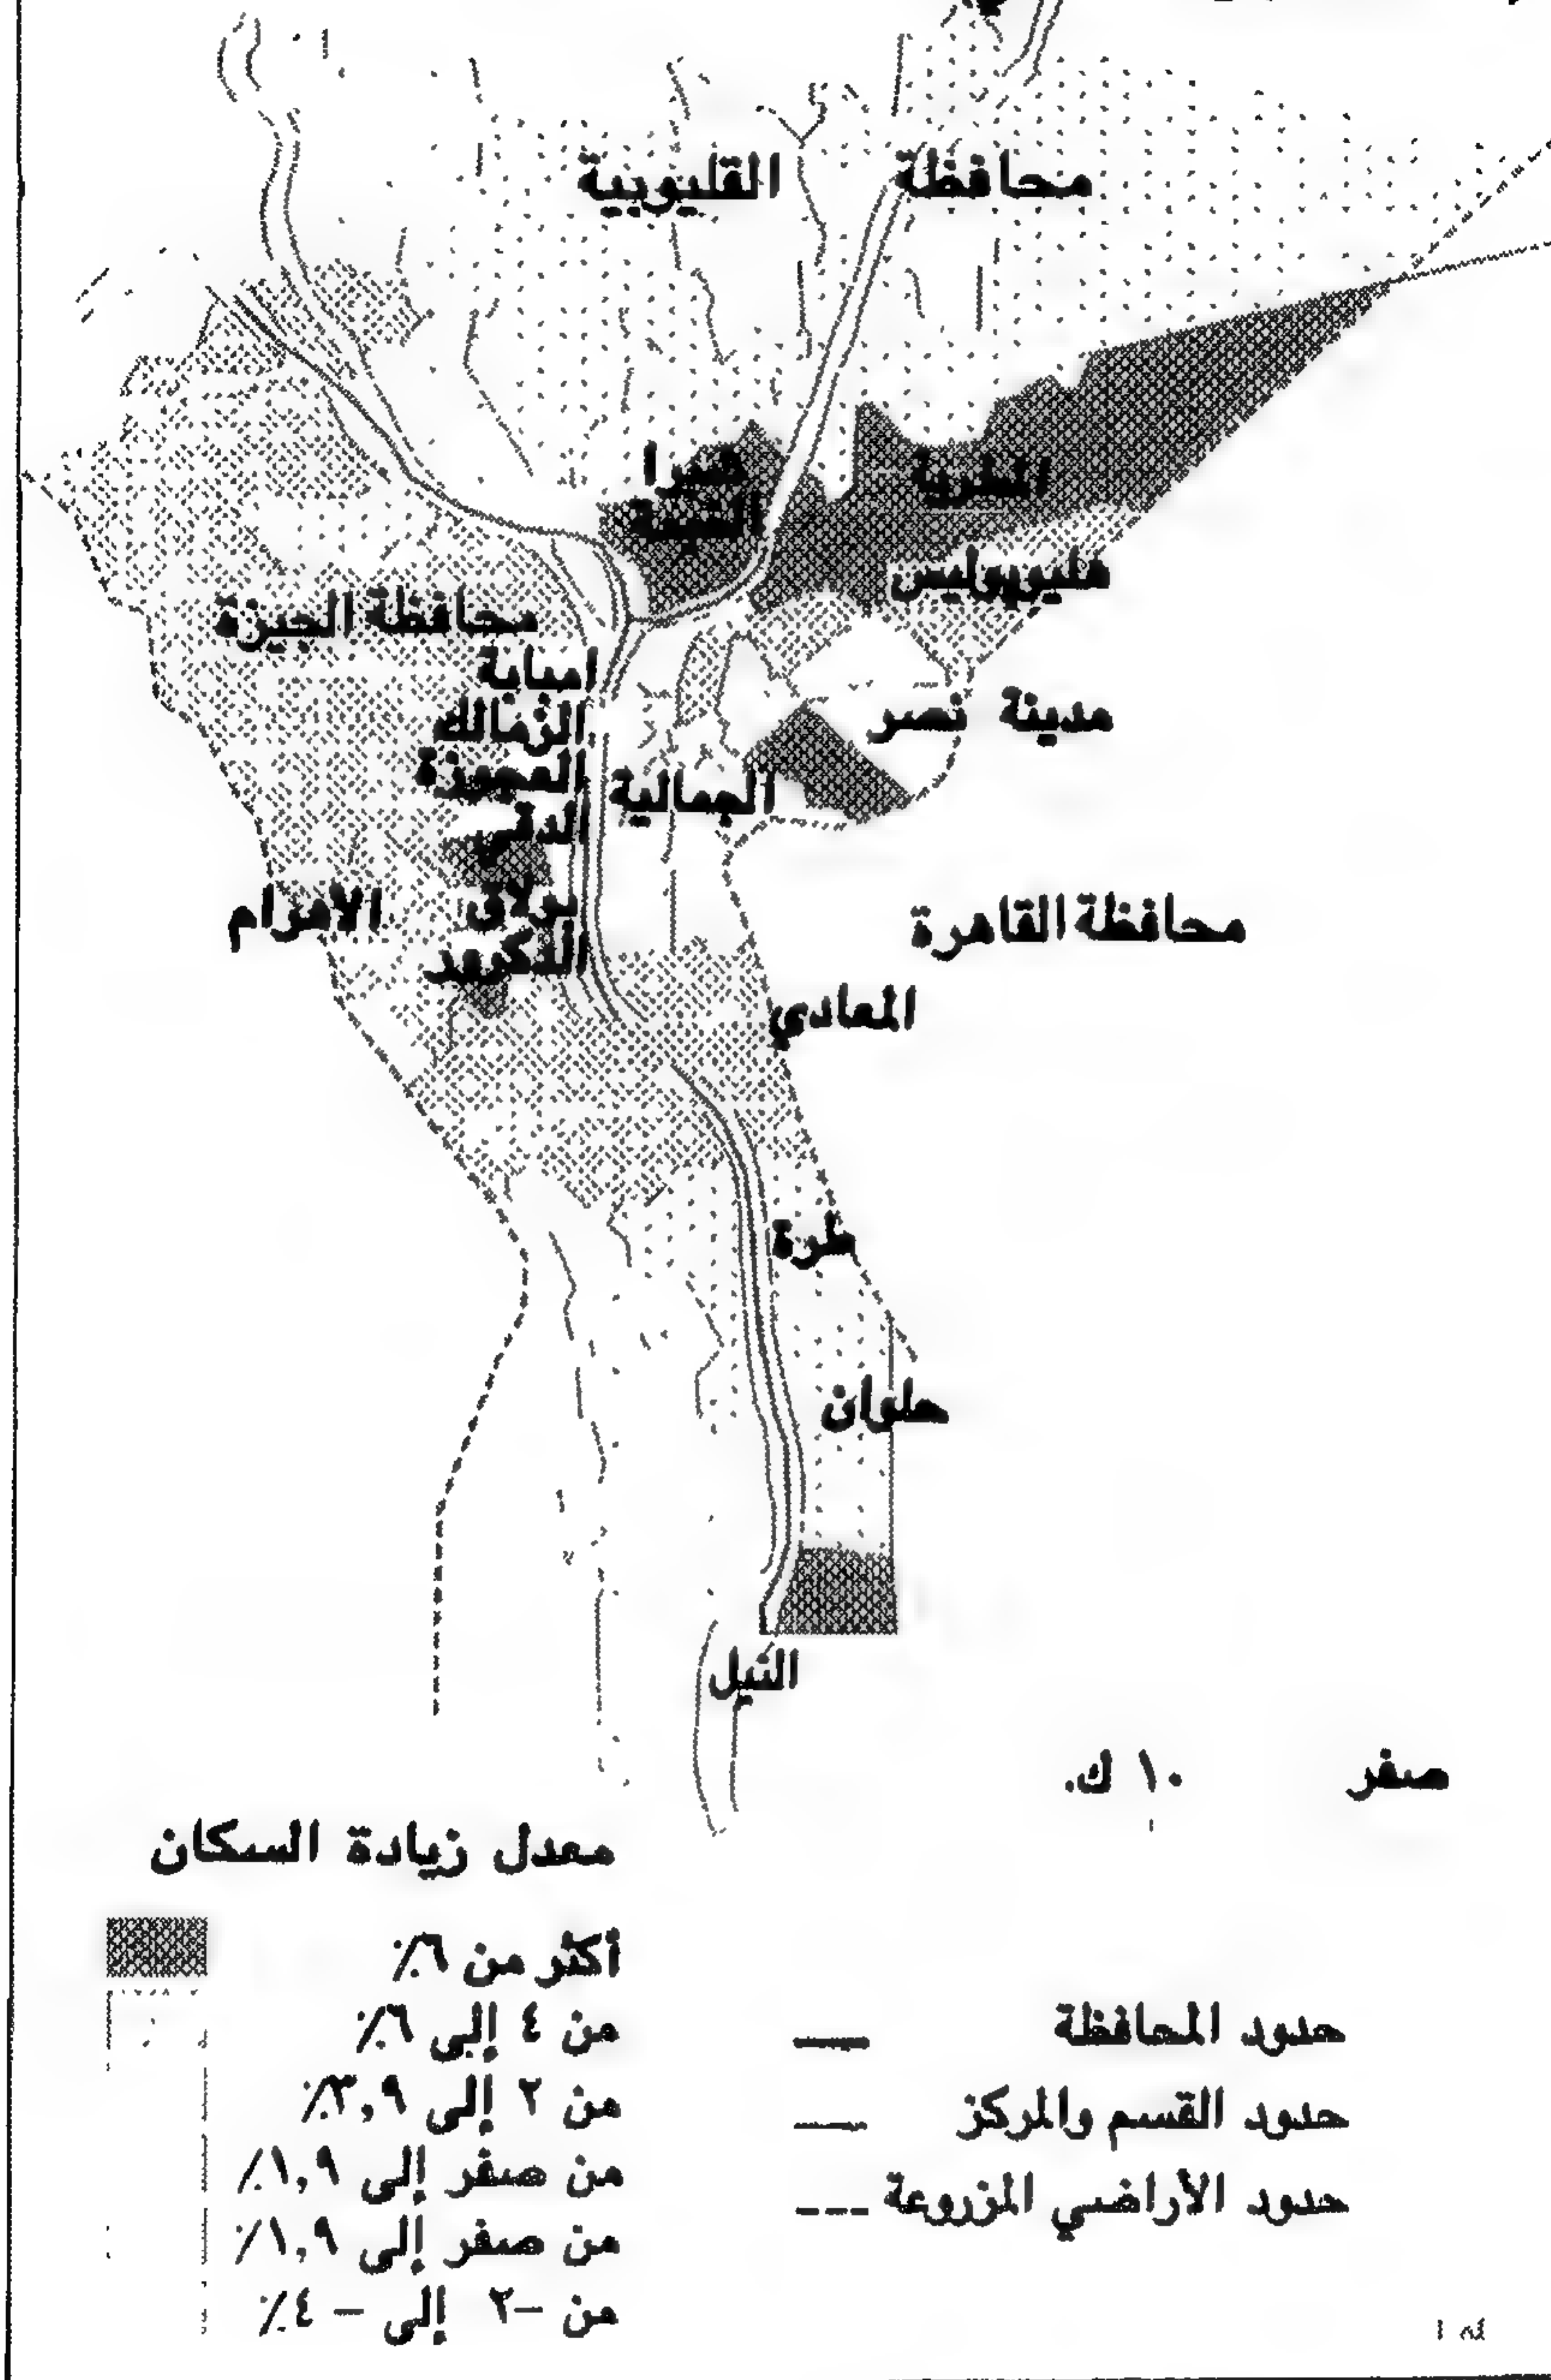 محافظة القليوبية
شبرا
الخيمة
المطرية
هليوبوليس
محافظة الجيزة
امبابة
الزمالك
العجوزة
الدقي
مدينة نصر
الجمالية
الأهرام
بولاق
الدكرور
محافظة القاهرة
المعادي
طرة
حلوان
النيل
صفر ١٠ ك.
معدل زيادة السكان
أكثر من ٦٪
من ٤ إلى ٦٪
من ٢ إلى ٣,٩٪
من صفر إلى ١,٩٪
من صفر إلى ١,٩٪
من –٢ إلى – ٤٪
حدود المحافظة
حدود القسم والمركز
حدود الأراضي المزروعة